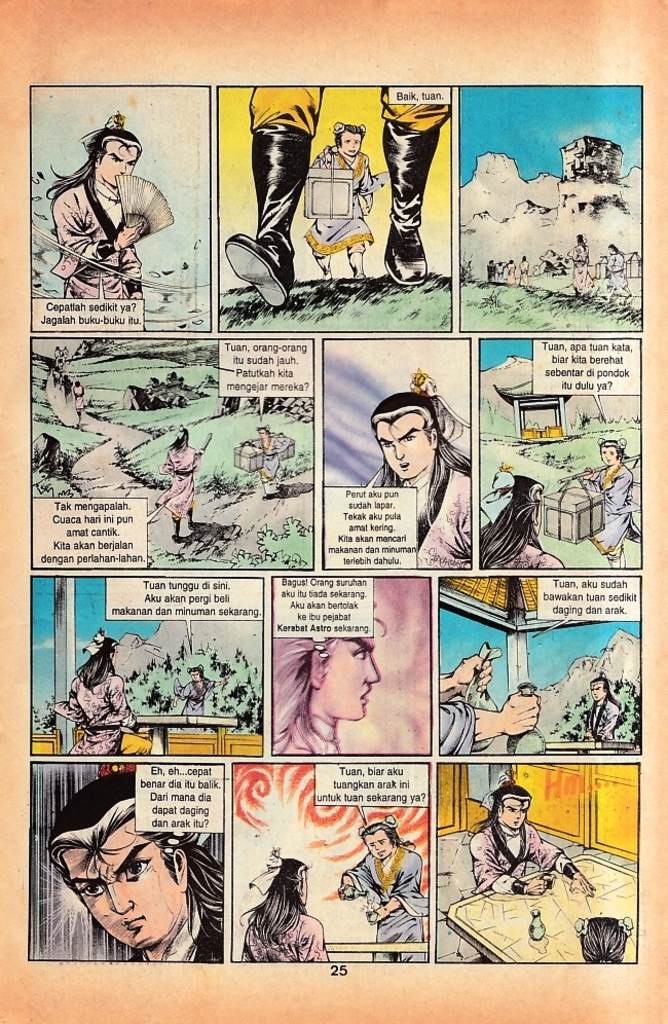 Cepatlah sedikit ya?
Jagalah buku-buku itu.
Baik, tuan.
Tuan, orang-orang
itu sudah jauh.
Patutkah kita
mengejar mereka?
Tak mengapalah.
Cuaca hari ini pun
amat cantik.
Kita akan berjalan
dengan perlahan-lahan.
Perut aku pun
sudah lapar.
Tekak aku pula
amat kering.
Kita akan mencari
makanan dan minuman
terlebih dahulu.
Tuan, apa tuan kata,
biar kita berehat
sebentar di pondok
itu dulu ya?
Tuan tunggu di sini.
Aku akan pergi beli
makanan dan minuman sekarang.
Bagus! Orang suruhan
aku itu tiada sekarang.
Aku akan bertolak
ke ibu pejabat
Kerabat Astro sekarang.
Tuan, aku sudah
bawakan tuan sedikit
daging dan arak.
Eh, eh...cepat
benar dia itu balik.
Dari mana dia
dapat daging
dan arak itu?
Tuan, biar aku
tuangkan arak ini
untuk tuan sekarang ya?
Hm....
25